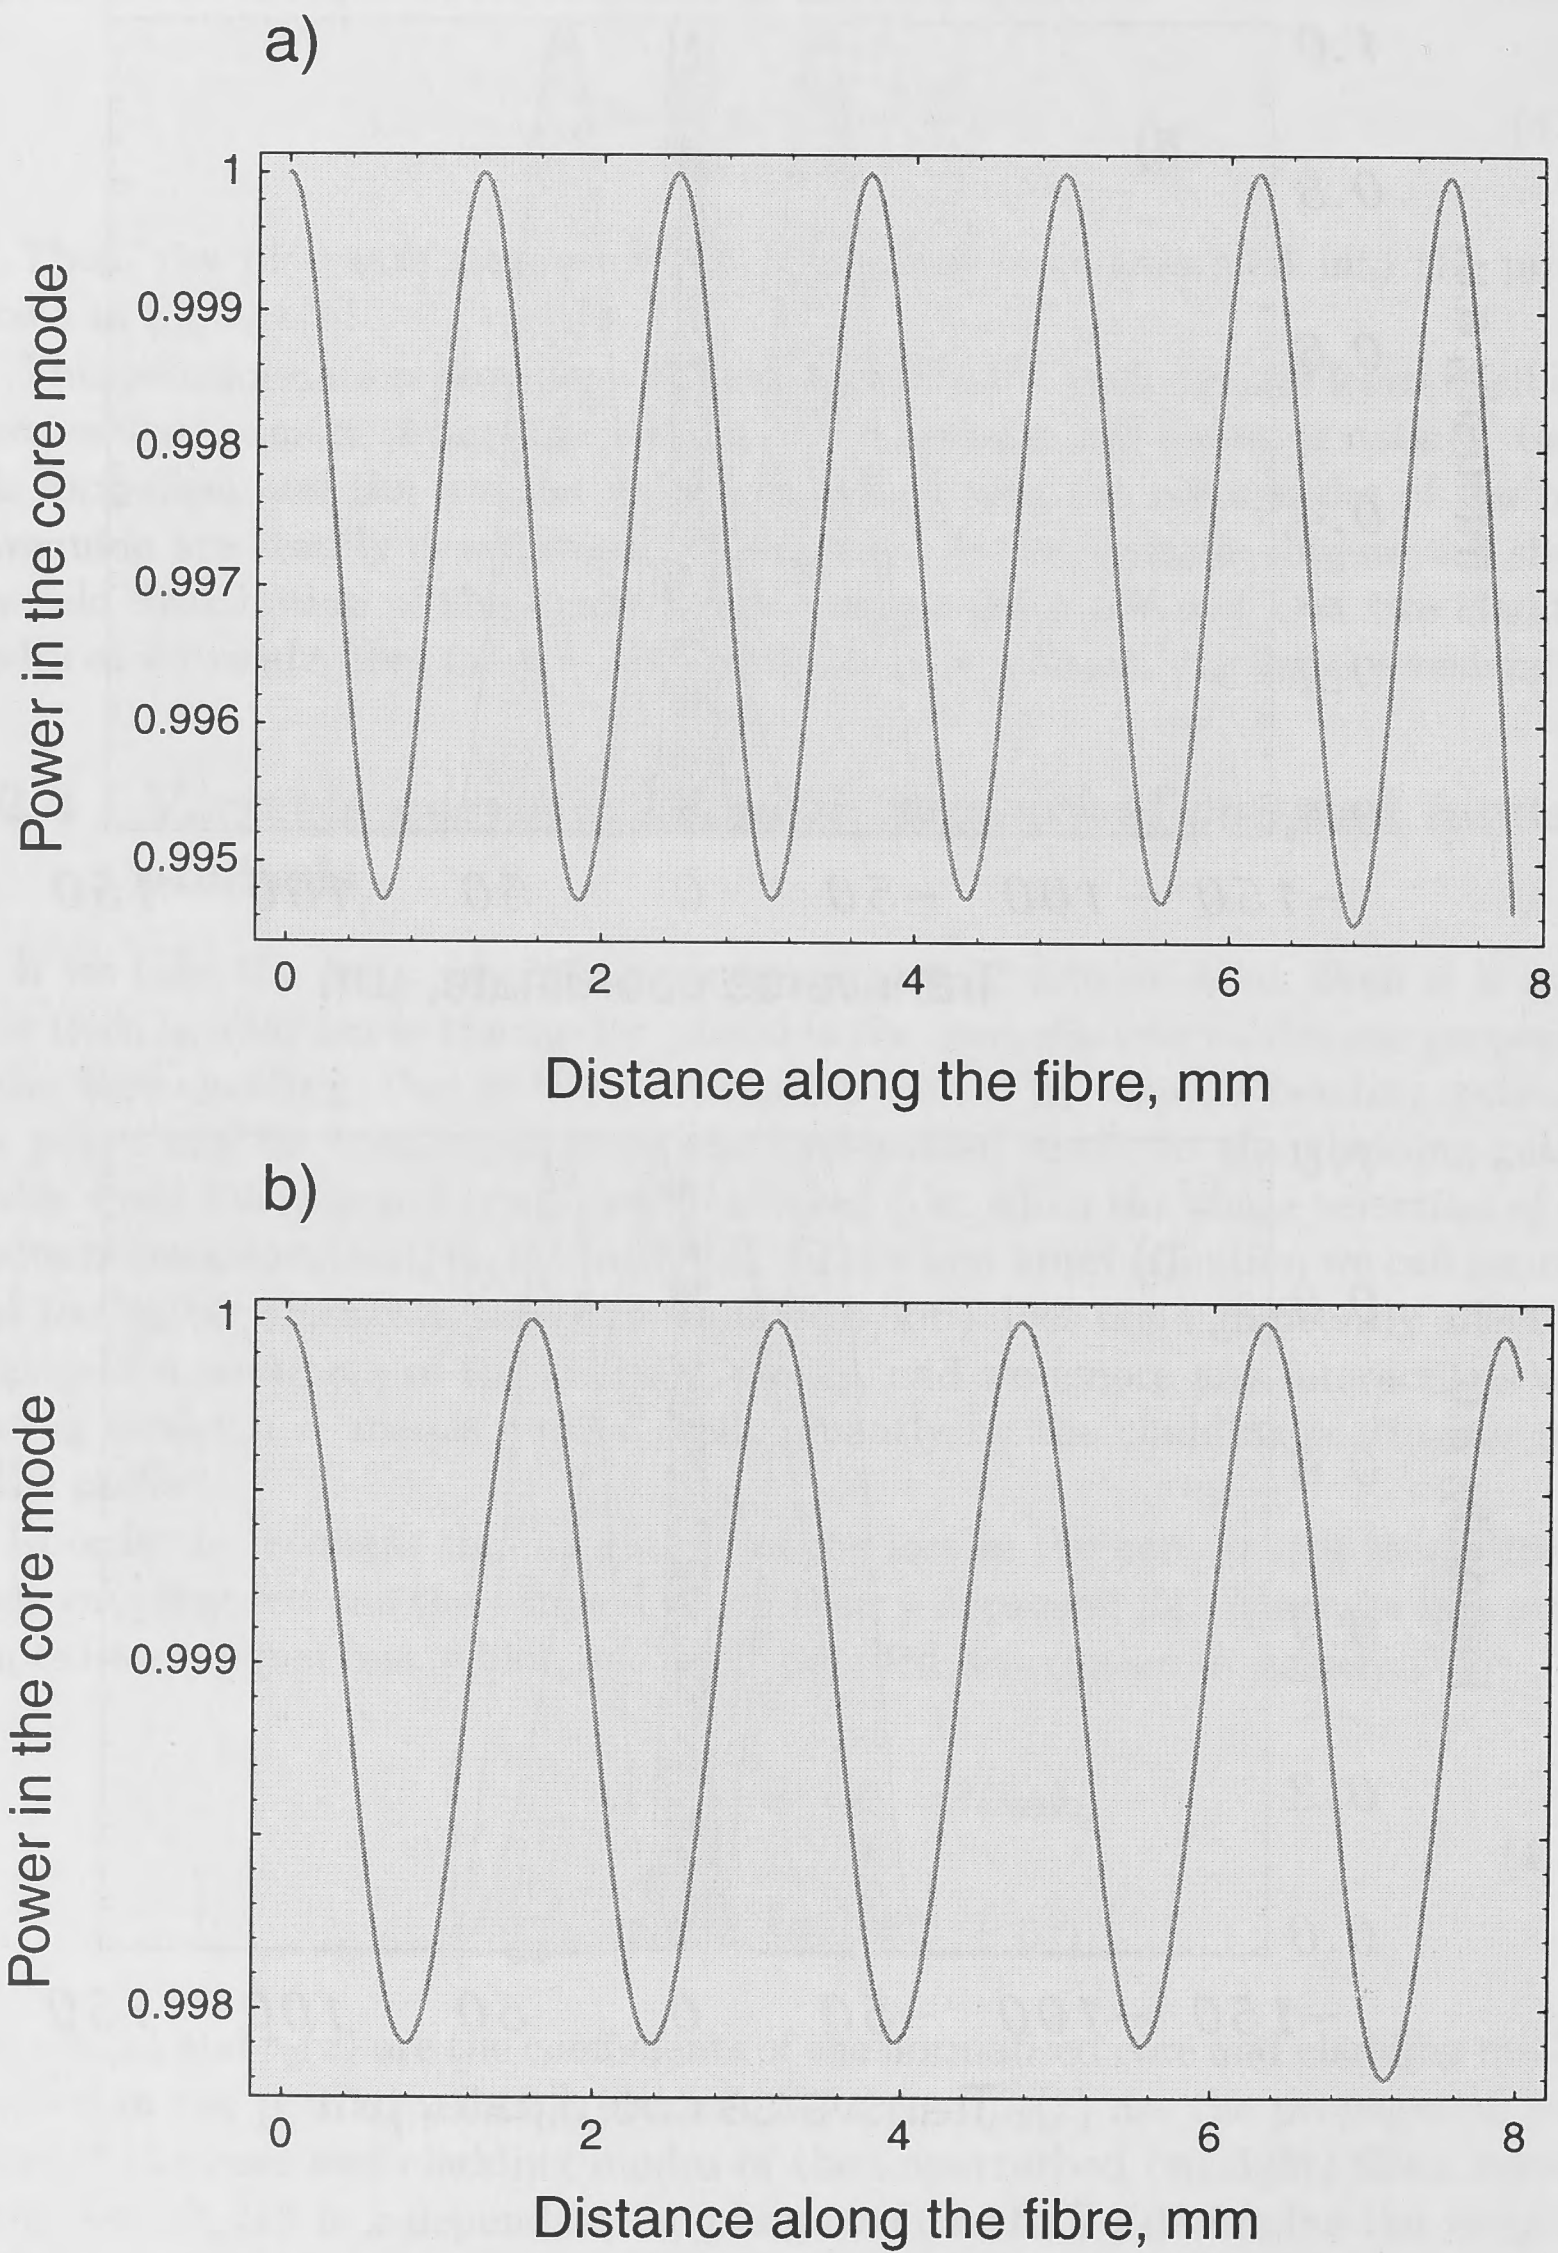 a)
Power in the core mode
1
0.999
0.998
0.997
0.996
0.995
0 2 4 6 8
Distance along the fibre, mm
b)
Power in the core mode
1
0.999
0.998
0 2 4 6 8
Distance along the fibre, mm